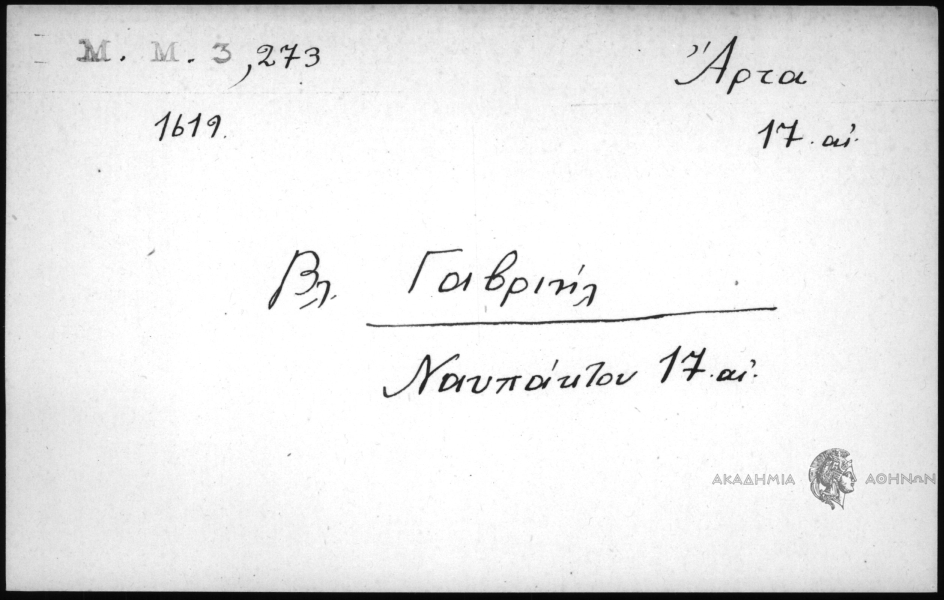 Μ. Μ. 3,273 Ἄρτα
1619. 17. αἰ.
Βλ. Γαβριήλ
Ναυπάκτου 17. αἰ.
ΑΚΑΔΗΜΙΑ ΑΘΗΝΩΝ